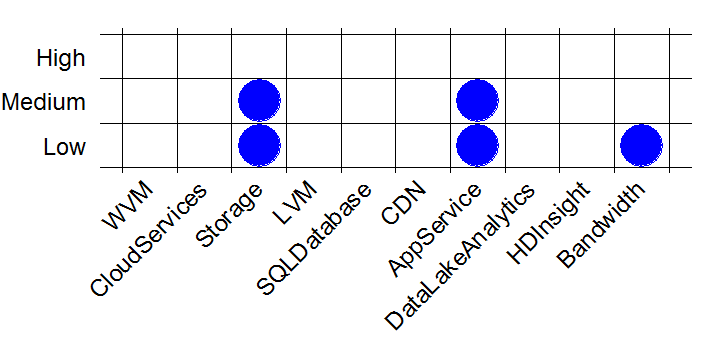 High
Medium
Low
WVM
CloudServices
Storage
LVM
SQLDatabase
CDN
AppService
DataLakeAnalytics
HDInsight
Bandwidth